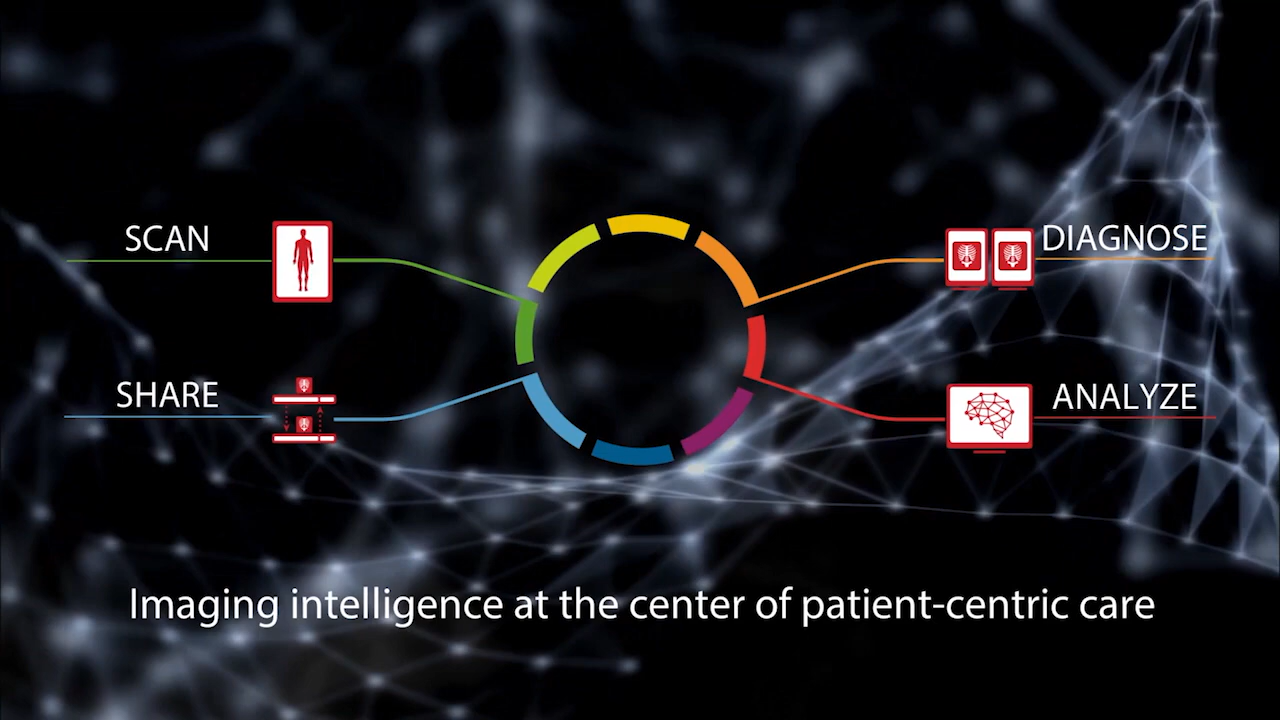 SCAN
DIAGNOSE
SHARE
ANALYZE
Imaging intelligence at the center of patient-centric care